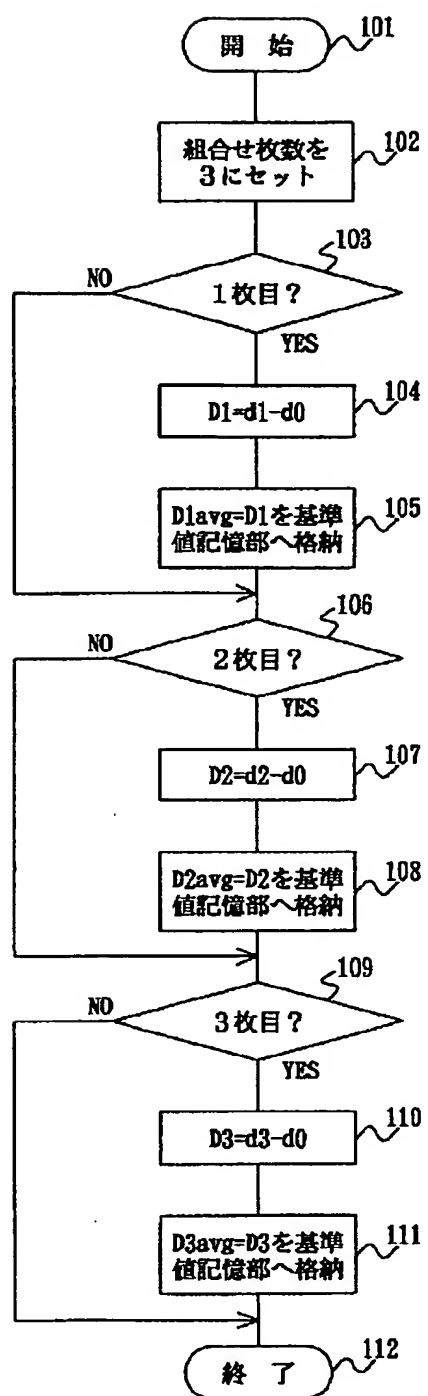 開 始
101
組合せ枚数を
3にセット
102
103
1枚目?
NO
YES
D1=d1-d0
104
D1avg=D1を基準
値記憶部へ格納
105
106
2枚目?
NO
YES
D2=d2-d0
107
D2avg=D2を基準
値記憶部へ格納
108
109
3枚目?
NO
YES
D3=d3-d0
110
D3avg=D3を基準
値記憶部へ格納
111
終 了
112